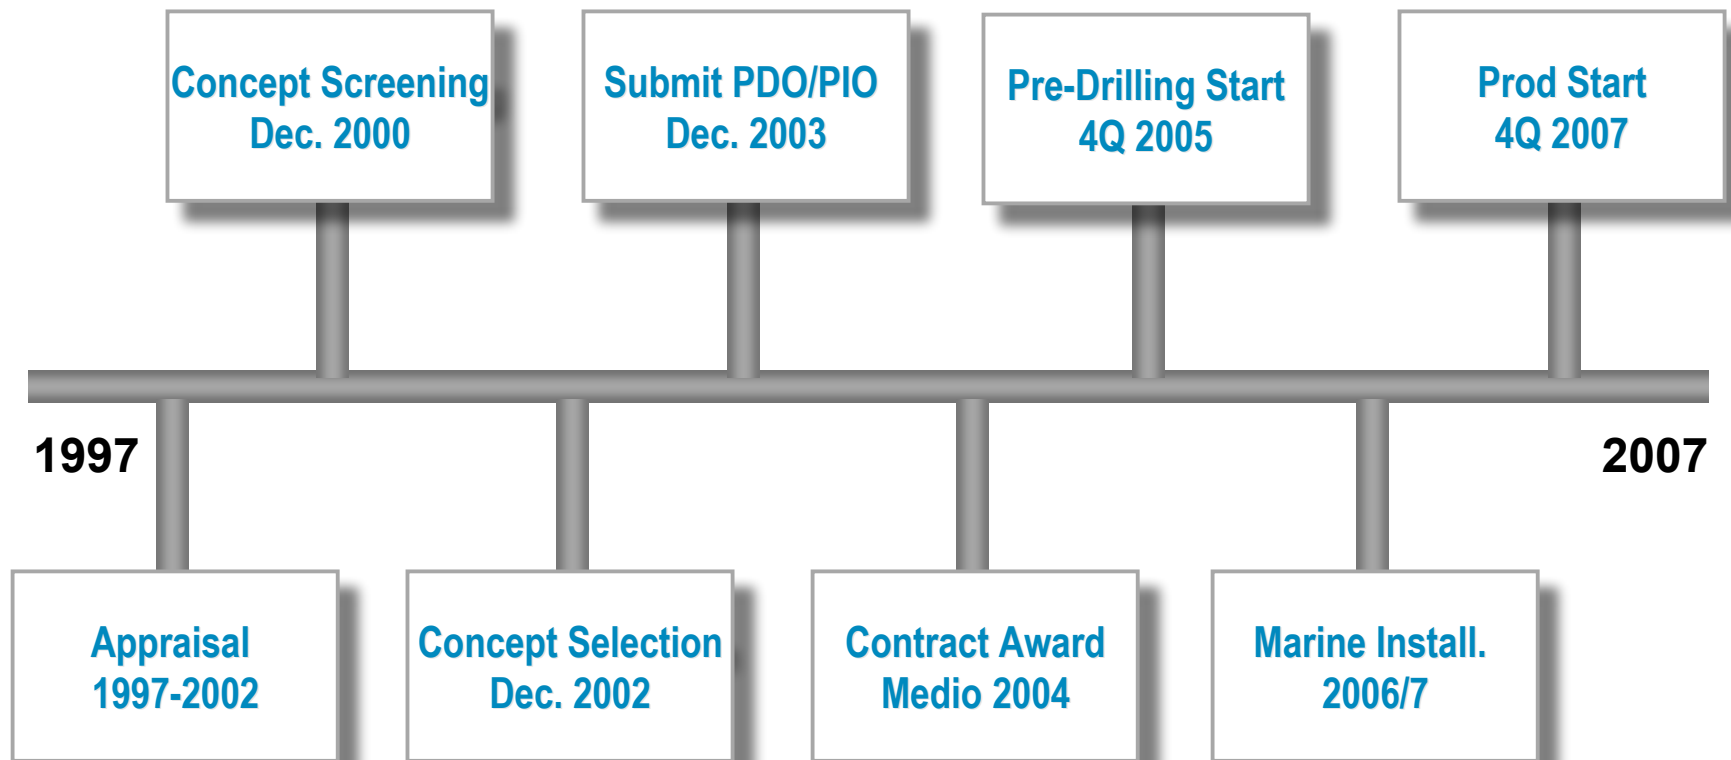 Concept Screening
Dec. 2000
Submit PDO/PIO
Dec. 2003
Pre-Drilling Start
4Q 2005
Prod Start
4Q 2007
1997
2007
Appraisal
1997-2002
Concept Selection
Dec. 2002
Contract Award
Medio 2004
Marine Install.
2006/7